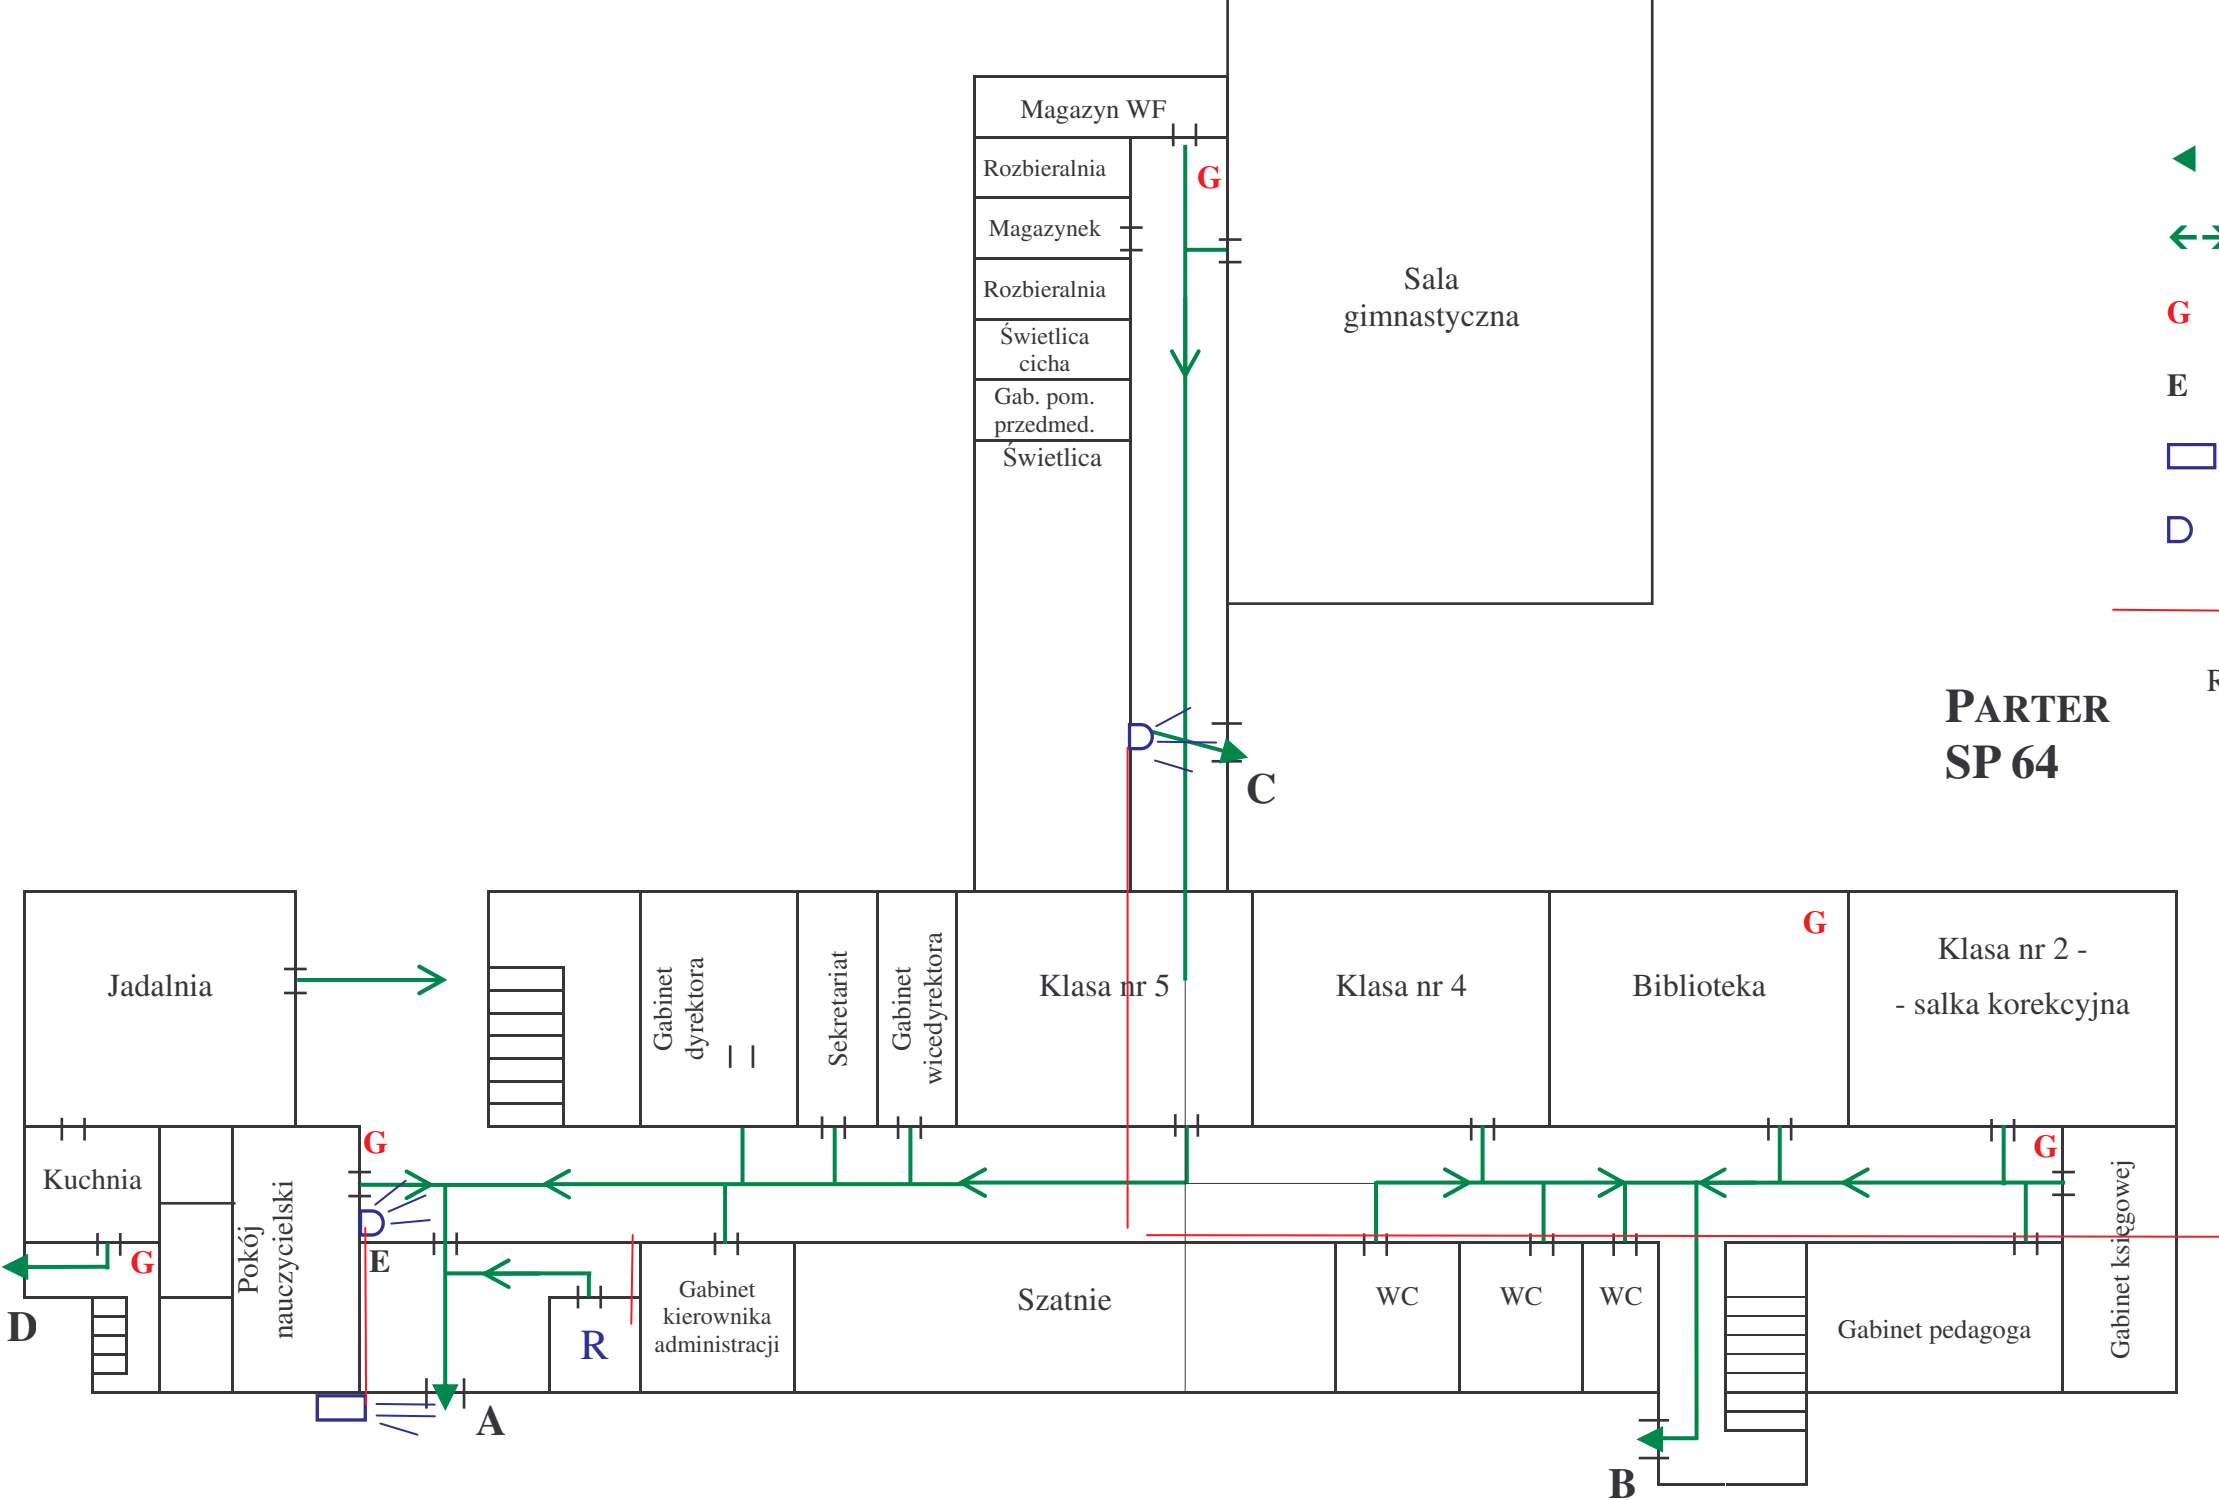 Magazyn WF
Rozbieralnia
G
Magazynek
Rozbieralnia
Sala
gimnastyczna
Świetlica
cicha
Gab. pom.
przedmed.
Świetlica
G
E
R
PARTER
SP 64
C
Jadalnia
Gabinet
dyrektora
Sekretariat
Gabinet
wicedyrektora
Klasa nr 5
Klasa nr 4
Biblioteka
G
Klasa nr 2 -
- salka korekcyjna
Kuchnia
G
Pokój
nauczycielski
G
E
D
R
Gabinet
kierownika
administracji
Szatnie
WC
WC
WC
Gabinet pedagoga
G
Gabinet księgowej
A
B